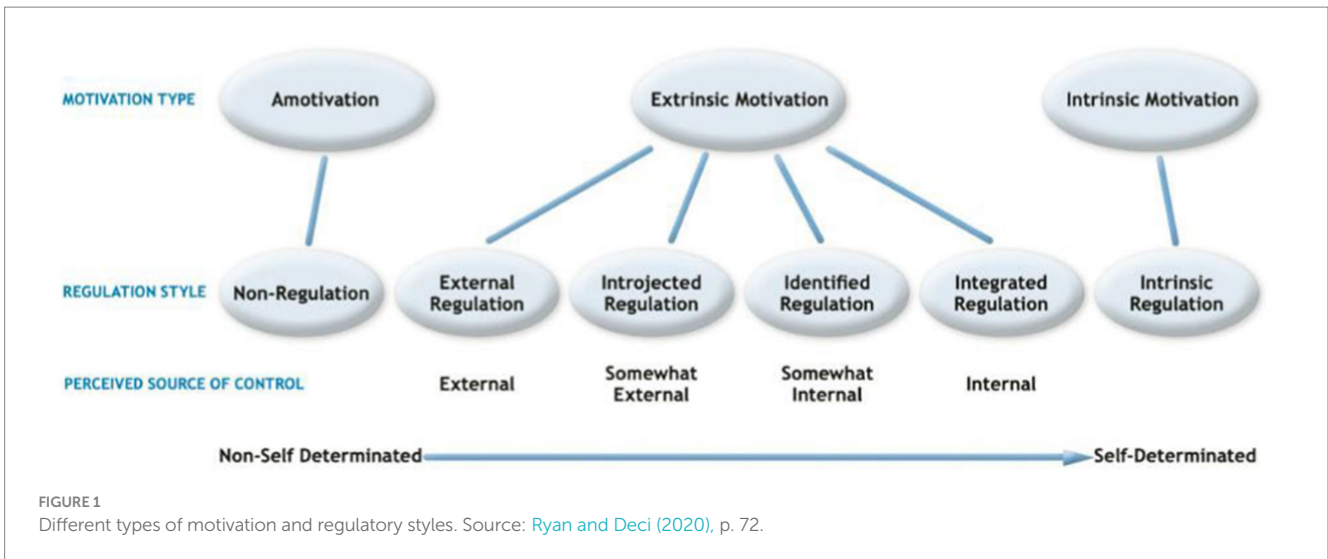 MOTIVATION TYPE
Amotivation
Extrinsic Motivation
Intrinsic Motivation
REGULATION STYLE
Non-Regulation
External
Regulation
Introjected
Regulation
Identified
Regulation
Integrated
Regulation
Intrinsic
Regulation
PERCEIVED SOURCE OF CONTROL
External
Somewhat
External
Somewhat
Internal
Internal
Non-Self Determinated
Self-Determinated
FIGURE 1
Different types of motivation and regulatory styles. Source: Ryan and Deci (2020), p. 72.